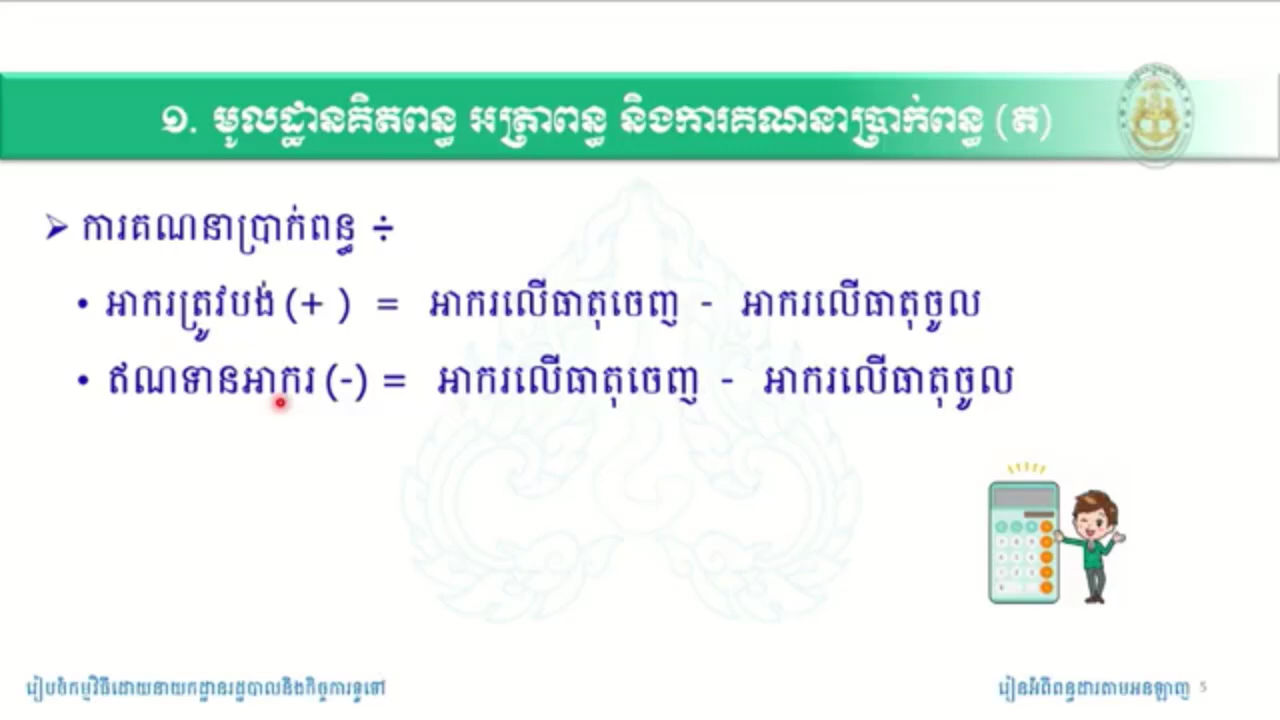 ១. មូលដ្ឋានគិតពន្ធ អត្រាពន្ធ និងការគណនាប្រាក់ពន្ធ (ត)
➢ ការគណនាប្រាក់ពន្ធ ÷
• អាករត្រូវបង់ (+ ) = អាករលើធាតុចេញ - អាករលើធាតុចូល
• ឥណទានអាករ (-) = អាករលើធាតុចេញ - អាករលើធាតុចូល
រៀបចំកម្មវិធីដោយនាយកដ្ឋានរដ្ឋបាលនិងកិច្ចការទូទៅ
រៀនអំពីពន្ធដារតាមអនឡាញ 5